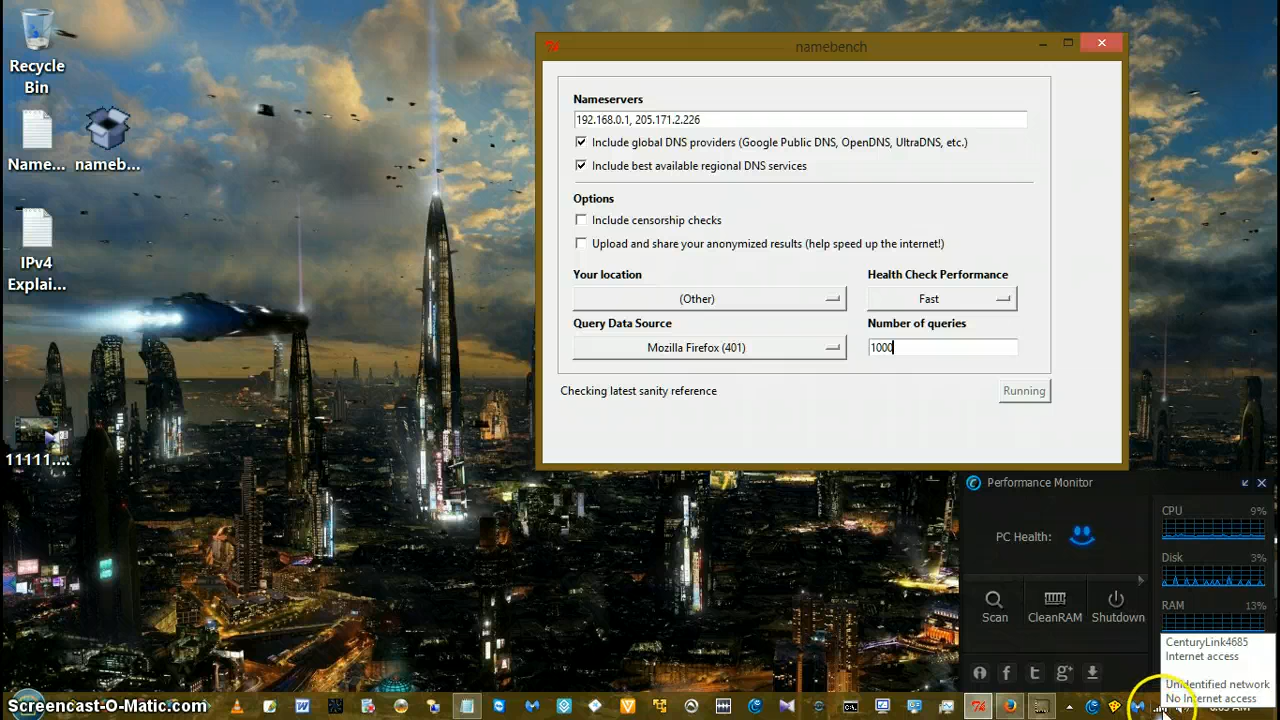 Recycle
Bin
Name...
nameb...
IPv4
Explai...
11111....
namebench
Nameservers
192.168.0.1, 205.171.2.226
Include global DNS providers (Google Public DNS, OpenDNS, UltraDNS, etc.)
Include best available regional DNS services
Options
Include censorship checks
Upload and share your anonymized results (help speed up the internet!)
Your location
Health Check Performance
(Other)
Fast
Query Data Source
Number of queries
Mozilla Firefox (401)
1000
Checking latest sanity reference
Running
Performance Monitor
CPU 9%
PC Health:
Disk 3%
RAM 13%
Scan
CleanRAM
Shutdown
CenturyLink4685
Internet access
Unidentified network
No Internet access
Screencast-O-Matic.com